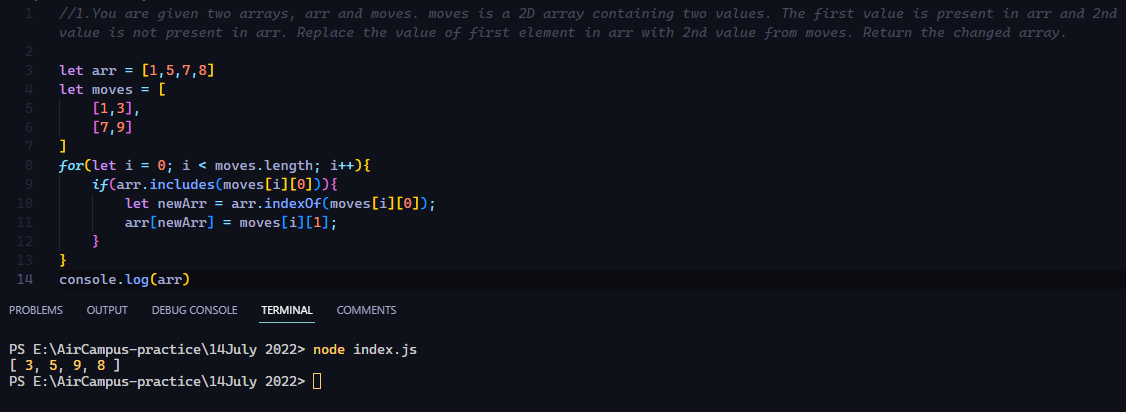 1 //1.You are given two arrays, arr and moves. moves is a 2D array containing two values. The first value is present in arr and 2nd
value is not present in arr. Replace the value of first element in arr with 2nd value from moves. Return the changed array.
2
3 let arr = [1,5,7,8]
4 let moves = [
5 [1,3],
6 [7,9]
7 ]
8 for(let i = 0; i < moves.length; i++){
9 if(arr.includes(moves[i][0])){
10 let newArr = arr.indexOf(moves[i][0]);
11 arr[newArr] = moves[i][1];
12 }
13 }
14 console.log(arr)
PROBLEMS OUTPUT DEBUG CONSOLE TERMINAL COMMENTS
PS E:\AirCampus-practice\14July 2022> node index.js
[ 3, 5, 9, 8 ]
PS E:\AirCampus-practice\14July 2022>